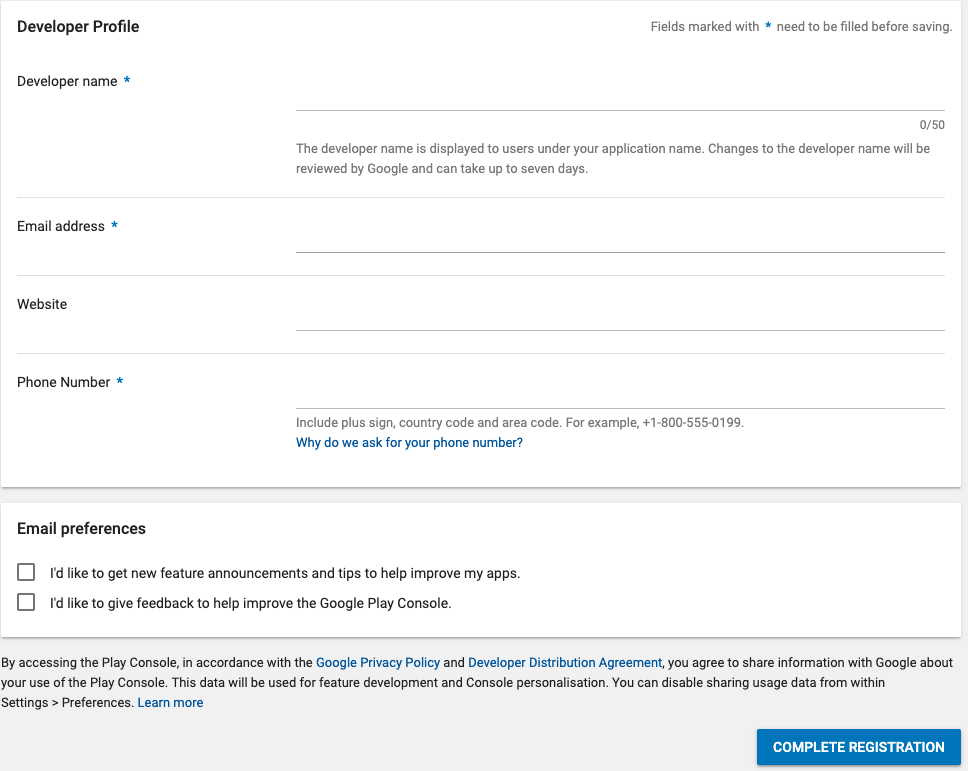 Developer Profile
Fields marked with * need to be filled before saving.
Developer name *
0/50
The developer name is displayed to users under your application name. Changes to the developer name will be
reviewed by Google and can take up to seven days.
Email address *
Website
Phone Number *
Include plus sign, country code and area code. For example, +1-800-555-0199.
Why do we ask for your phone number?
Email preferences
I'd like to get new feature announcements and tips to help improve my apps.
I'd like to give feedback to help improve the Google Play Console.
By accessing the Play Console, in accordance with the Google Privacy Policy and Developer Distribution Agreement, you agree to share information with Google about
your use of the Play Console. This data will be used for feature development and Console personalisation. You can disable sharing usage data from within
Settings > Preferences. Learn more
COMPLETE REGISTRATION